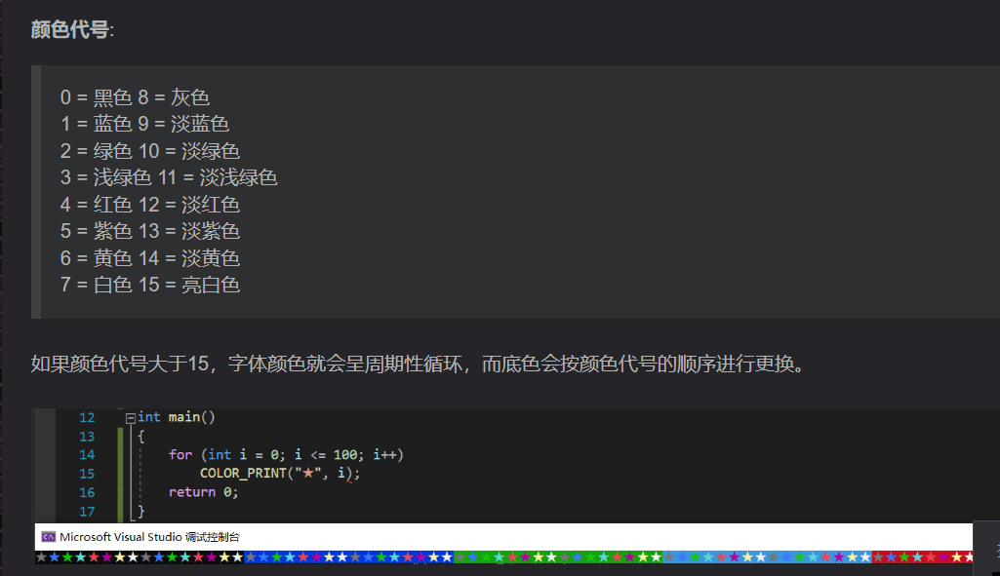 颜色代号:
0 = 黑色 8 = 灰色
1 = 蓝色 9 = 淡蓝色
2 = 绿色 10 = 淡绿色
3 = 浅绿色 11 = 淡浅绿色
4 = 红色 12 = 淡红色
5 = 紫色 13 = 淡紫色
6 = 黄色 14 = 淡黄色
7 = 白色 15 = 亮白色
如果颜色代号大于15，字体颜色就会呈周期性循环，而底色会按颜色代号的顺序进行更换。
12 int main()
13 {
14 for (int i = 0; i <= 100; i++)
15 COLOR_PRINT("★", i);
16 return 0;
17 }
Microsoft Visual Studio 调试控制台